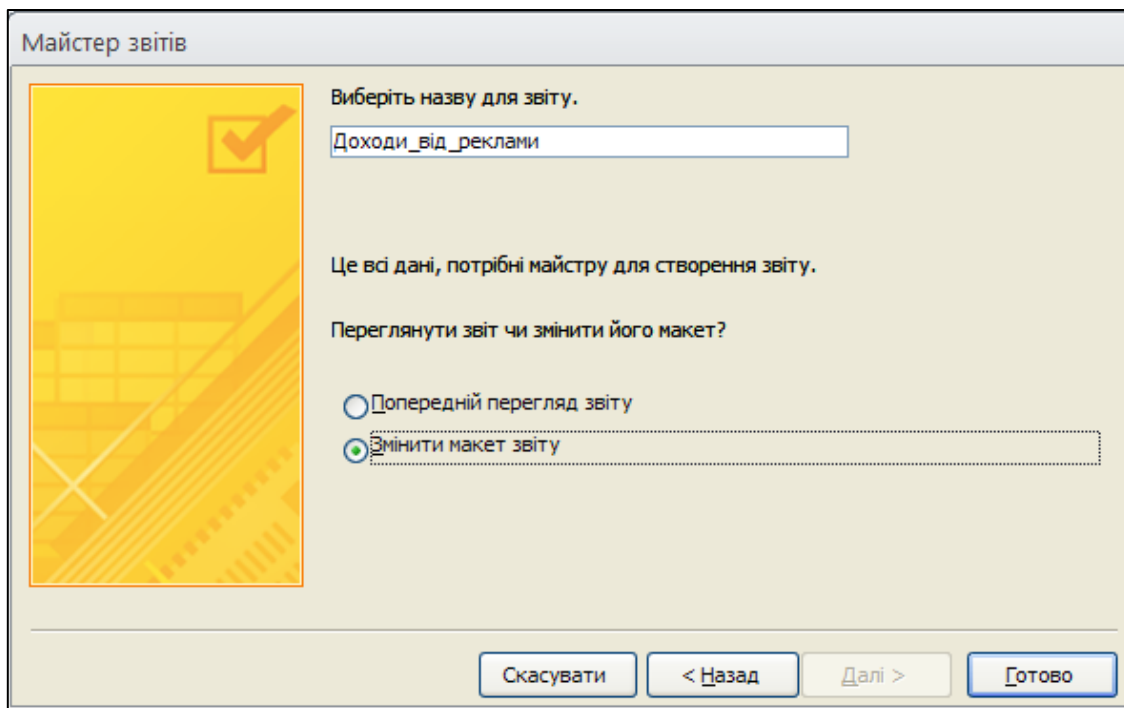 Майстер звітів
Виберіть назву для звіту.
Доходи_від_реклами
Це всі дані, потрібні майстру для створення звіту.
Переглянути звіт чи змінити його макет?
Попередній перегляд звіту
Змінити макет звіту
Скасувати < Назад Далі > Готово